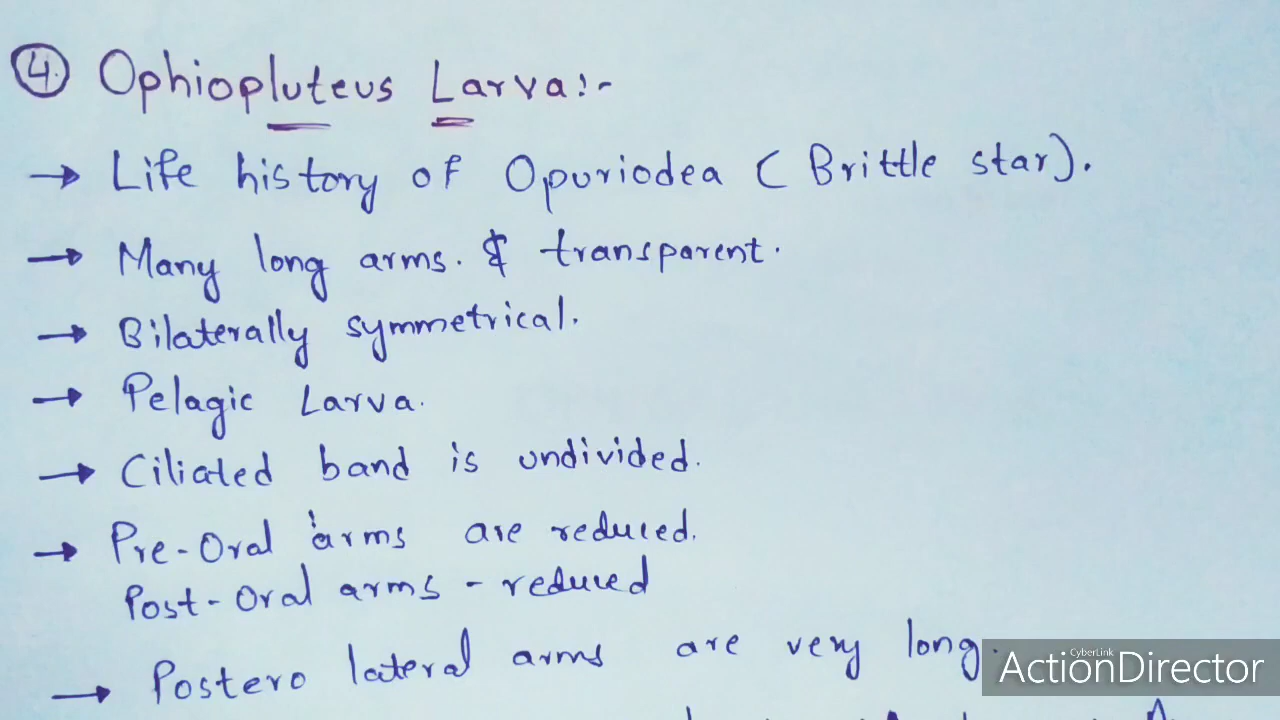 ④ Ophiopluteus Larva:-
→ Life history of Opuriodea (Brittle star).
→ Many long arms. & transparent.
→ Bilaterally symmetrical.
→ Pelagic Larva.
→ Ciliated band is undivided.
→ Pre-Oral arms are reduced.
Post-Oral arms - reduced
→ Postero lateral arms are very long.
CyberLink
ActionDirector